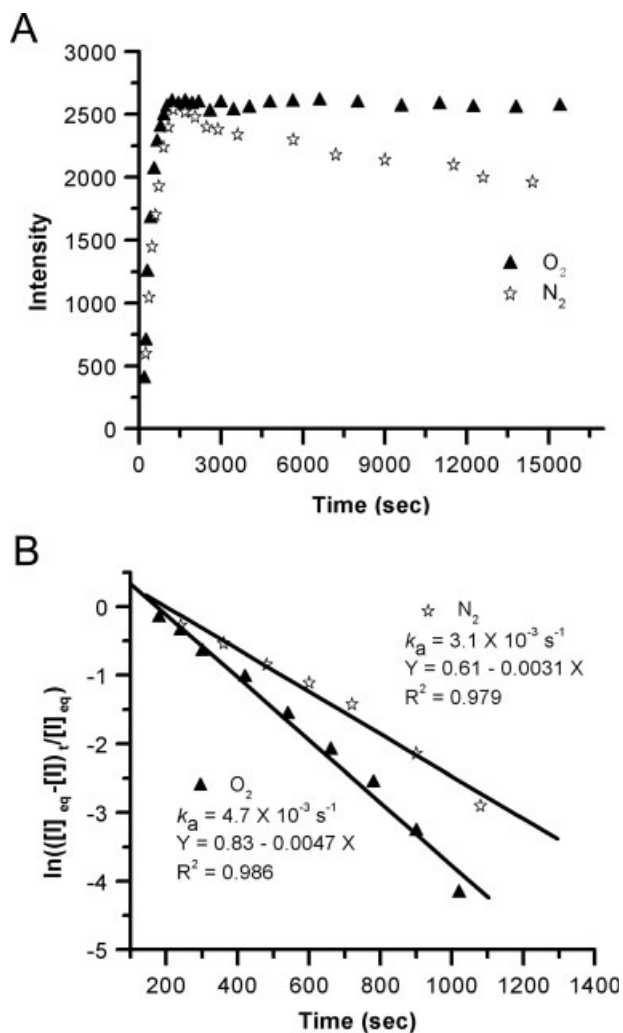 A
3000
2500
2000
1500
1000
500
0
Intensity
▲ O₂
☆ N₂
0 3000 6000 9000 12000 15000
Time (sec)
B
0
-1
-2
-3
-4
-5
ln(([I] eq -[I]) t /[I] eq)
☆ N₂
kₐ = 3.1 X 10⁻³ s⁻¹
Y = 0.61 - 0.0031 X
R² = 0.979
▲ O₂
kₐ = 4.7 X 10⁻³ s⁻¹
Y = 0.83 - 0.0047 X
R² = 0.986
200 400 600 800 1000 1200 1400
Time (sec)